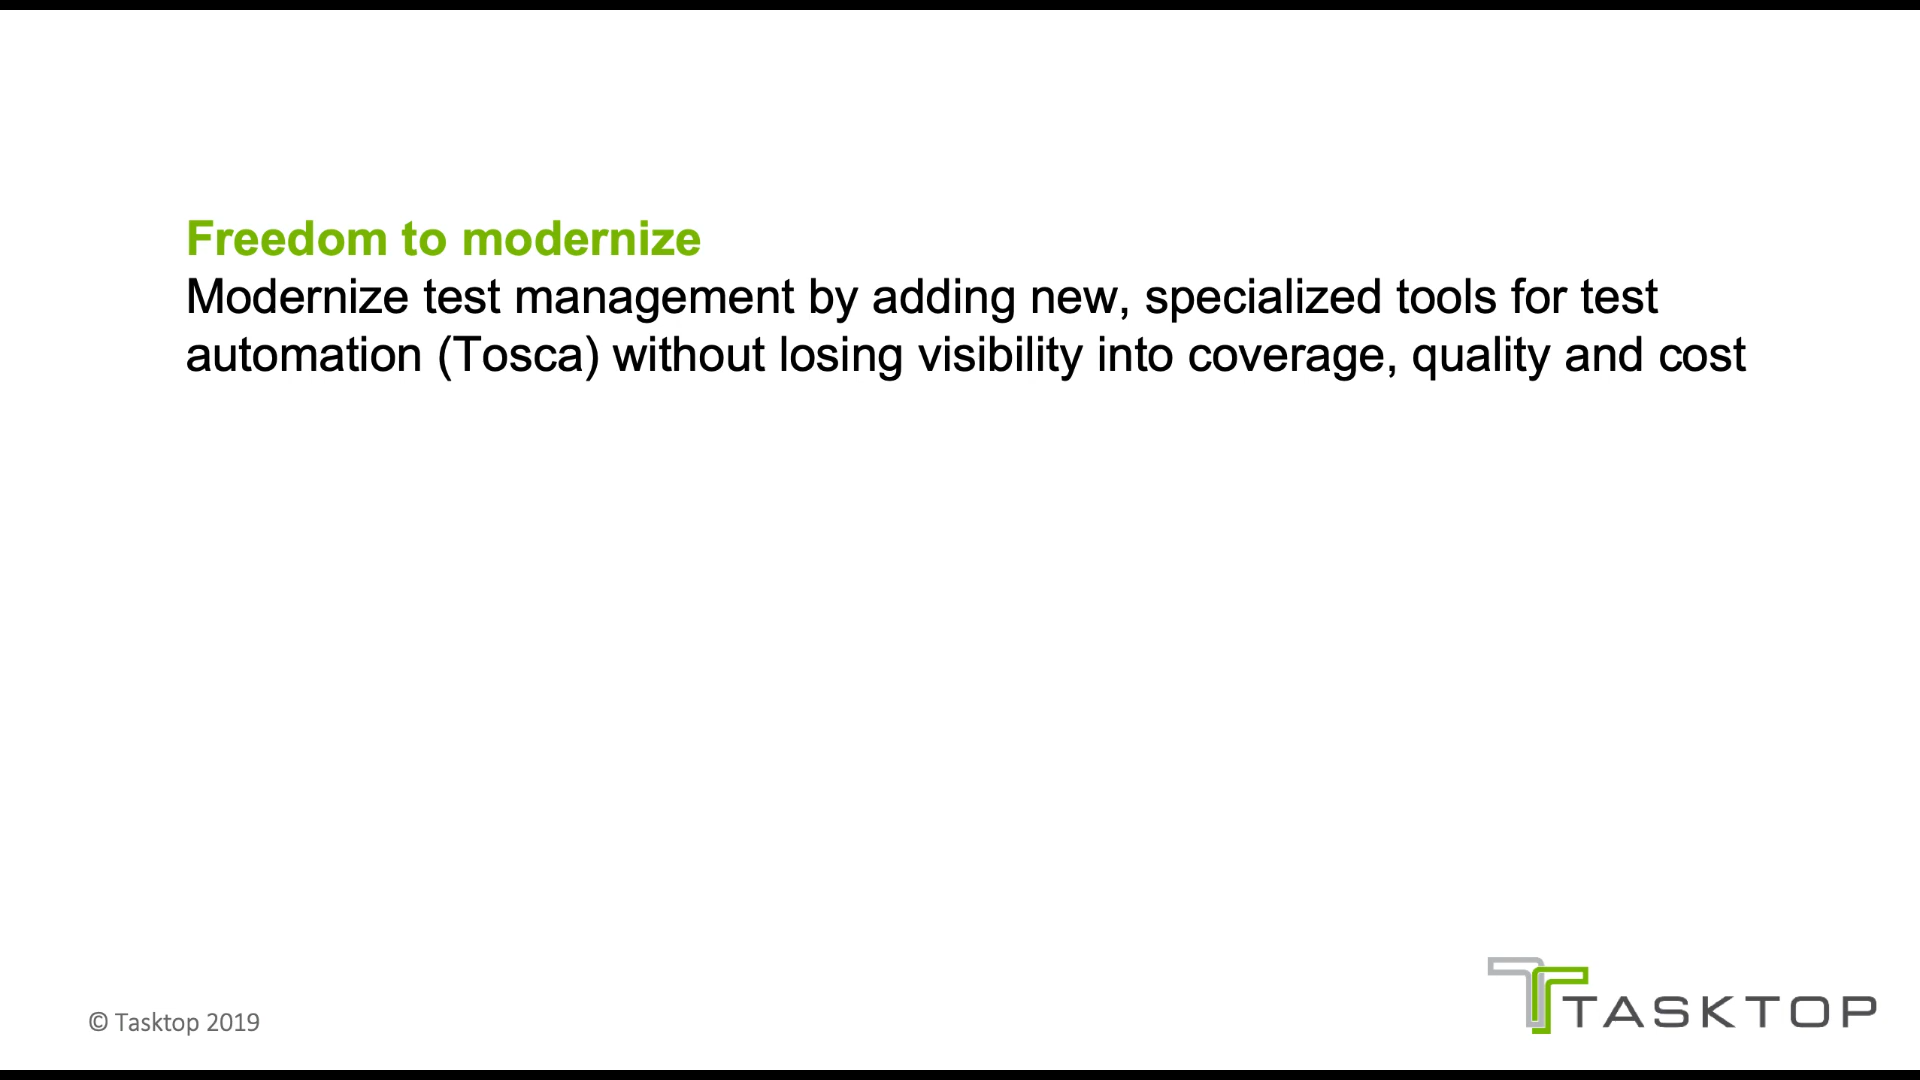 Freedom to modernize
Modernize test management by adding new, specialized tools for test
automation (Tosca) without losing visibility into coverage, quality and cost
© Tasktop 2019
TASKTOP